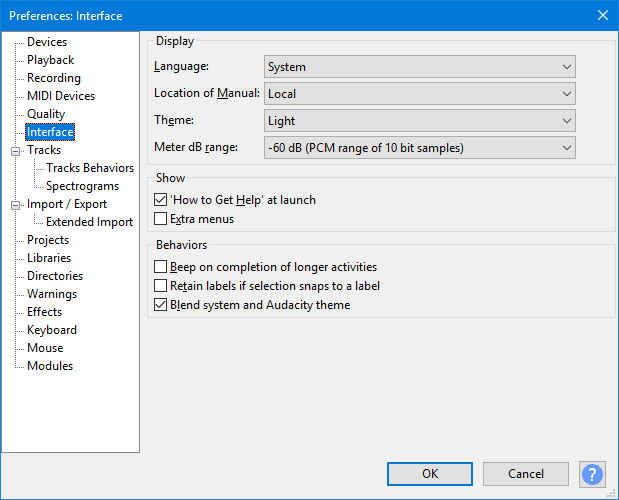 Preferences: Interface
Devices
Playback
Recording
MIDI Devices
Quality
Interface
Tracks
Tracks Behaviors
Spectrograms
Import / Export
Extended Import
Projects
Libraries
Directories
Warnings
Effects
Keyboard
Mouse
Modules
Display
Language: System
Location of Manual: Local
Theme: Light
Meter dB range: -60 dB (PCM range of 10 bit samples)
Show
'How to Get Help' at launch
Extra menus
Behaviors
Beep on completion of longer activities
Retain labels if selection snaps to a label
Blend system and Audacity theme
OK Cancel ?